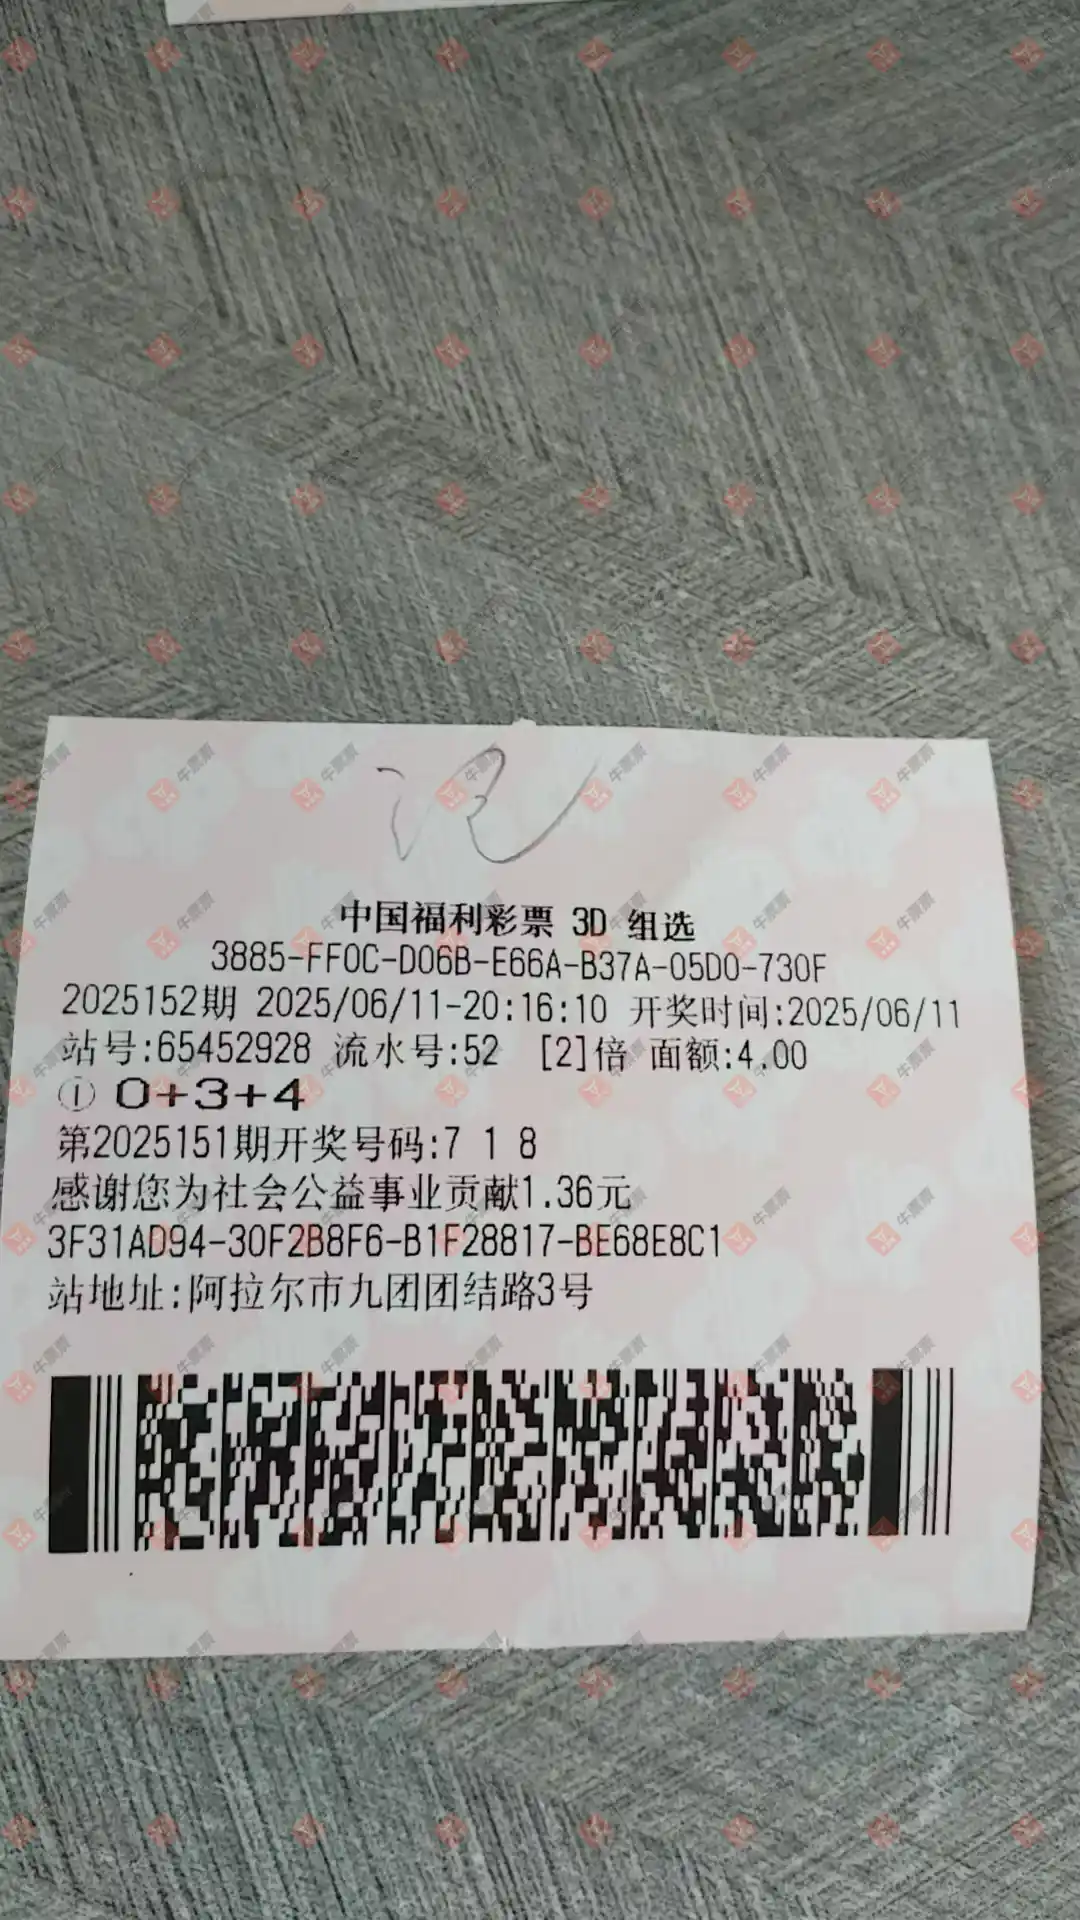 中国福利彩票 3D 组选
3885-FF0C-D06B-E66A-B37A-05D0-730F
2025152期 2025/06/11-20:16:10 开奖时间:2025/06/11
站号:65452928 流水号:52 [2]倍 面额:4.00
① 0+3+4
第2025151期开奖号码:7 1 8
感谢您为社会公益事业贡献1.36元
3F31AD94-30F2B8F6-B1F28817-BE68E8C1
站地址:阿拉尔市九团团结路3号